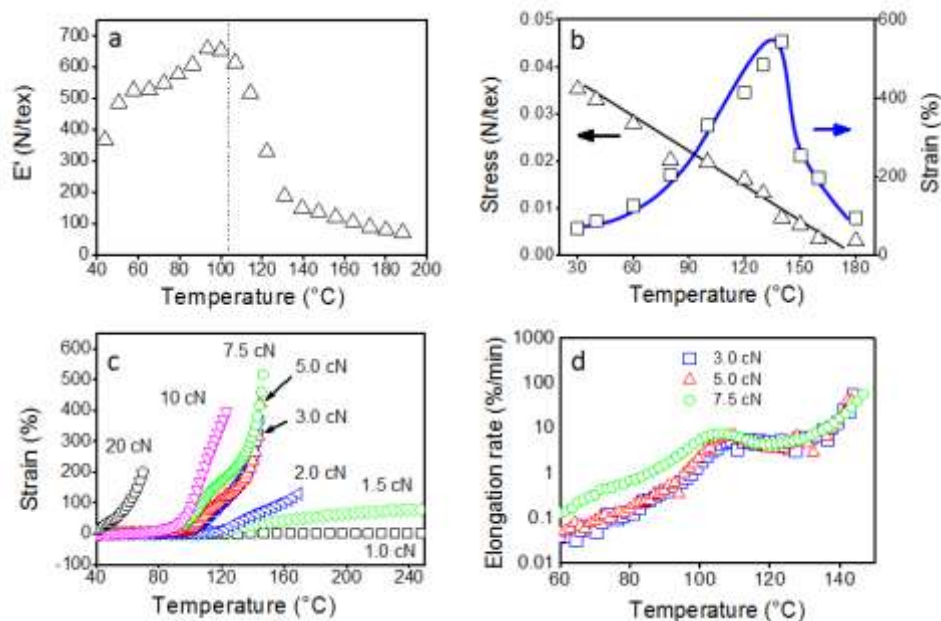 a
E' (N/tex)
700
600
500
400
300
200
100
0
40 60 80 100 120 140 160 180 200
Temperature (°C)
b
Stress (N/tex)
0.05
0.04
0.03
0.02
0.01
0.00
600
400
200
0
Strain (%)
30 60 90 120 150 180
Temperature (°C)
c
Strain (%)
600
500
400
300
200
100
0
-100
7.5 cN
5.0 cN
10 cN
3.0 cN
20 cN
2.0 cN
1.5 cN
1.0 cN
40 80 120 160 200 240
Temperature (°C)
d
Elongation rate (%/min)
1000
100
10
1
0.1
0.01
3.0 cN
5.0 cN
7.5 cN
60 80 100 120 140
Temperature (°C)